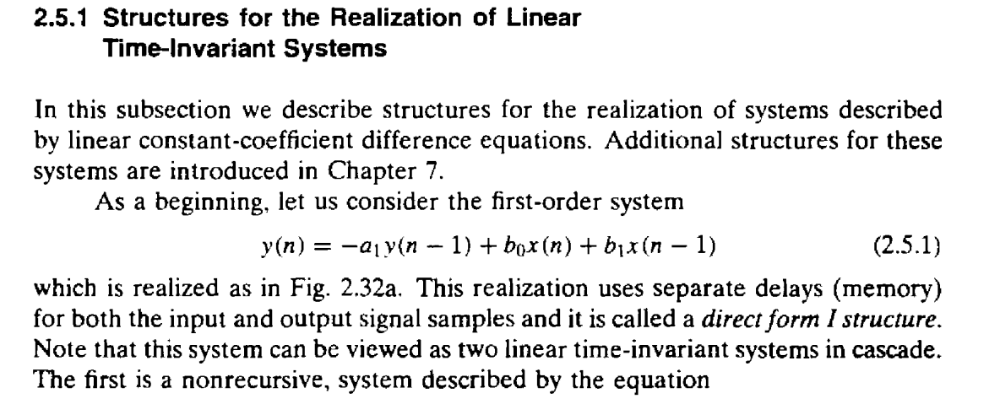 2.5.1 Structures for the Realization of Linear
Time-Invariant Systems
In this subsection we describe structures for the realization of systems described
by linear constant-coefficient difference equations. Additional structures for these
systems are introduced in Chapter 7.
As a beginning, let us consider the first-order system
y(n) = −a₁y(n − 1) + b₀x(n) + b₁x(n − 1) (2.5.1)
which is realized as in Fig. 2.32a. This realization uses separate delays (memory)
for both the input and output signal samples and it is called a direct form I structure.
Note that this system can be viewed as two linear time-invariant systems in cascade.
The first is a nonrecursive, system described by the equation